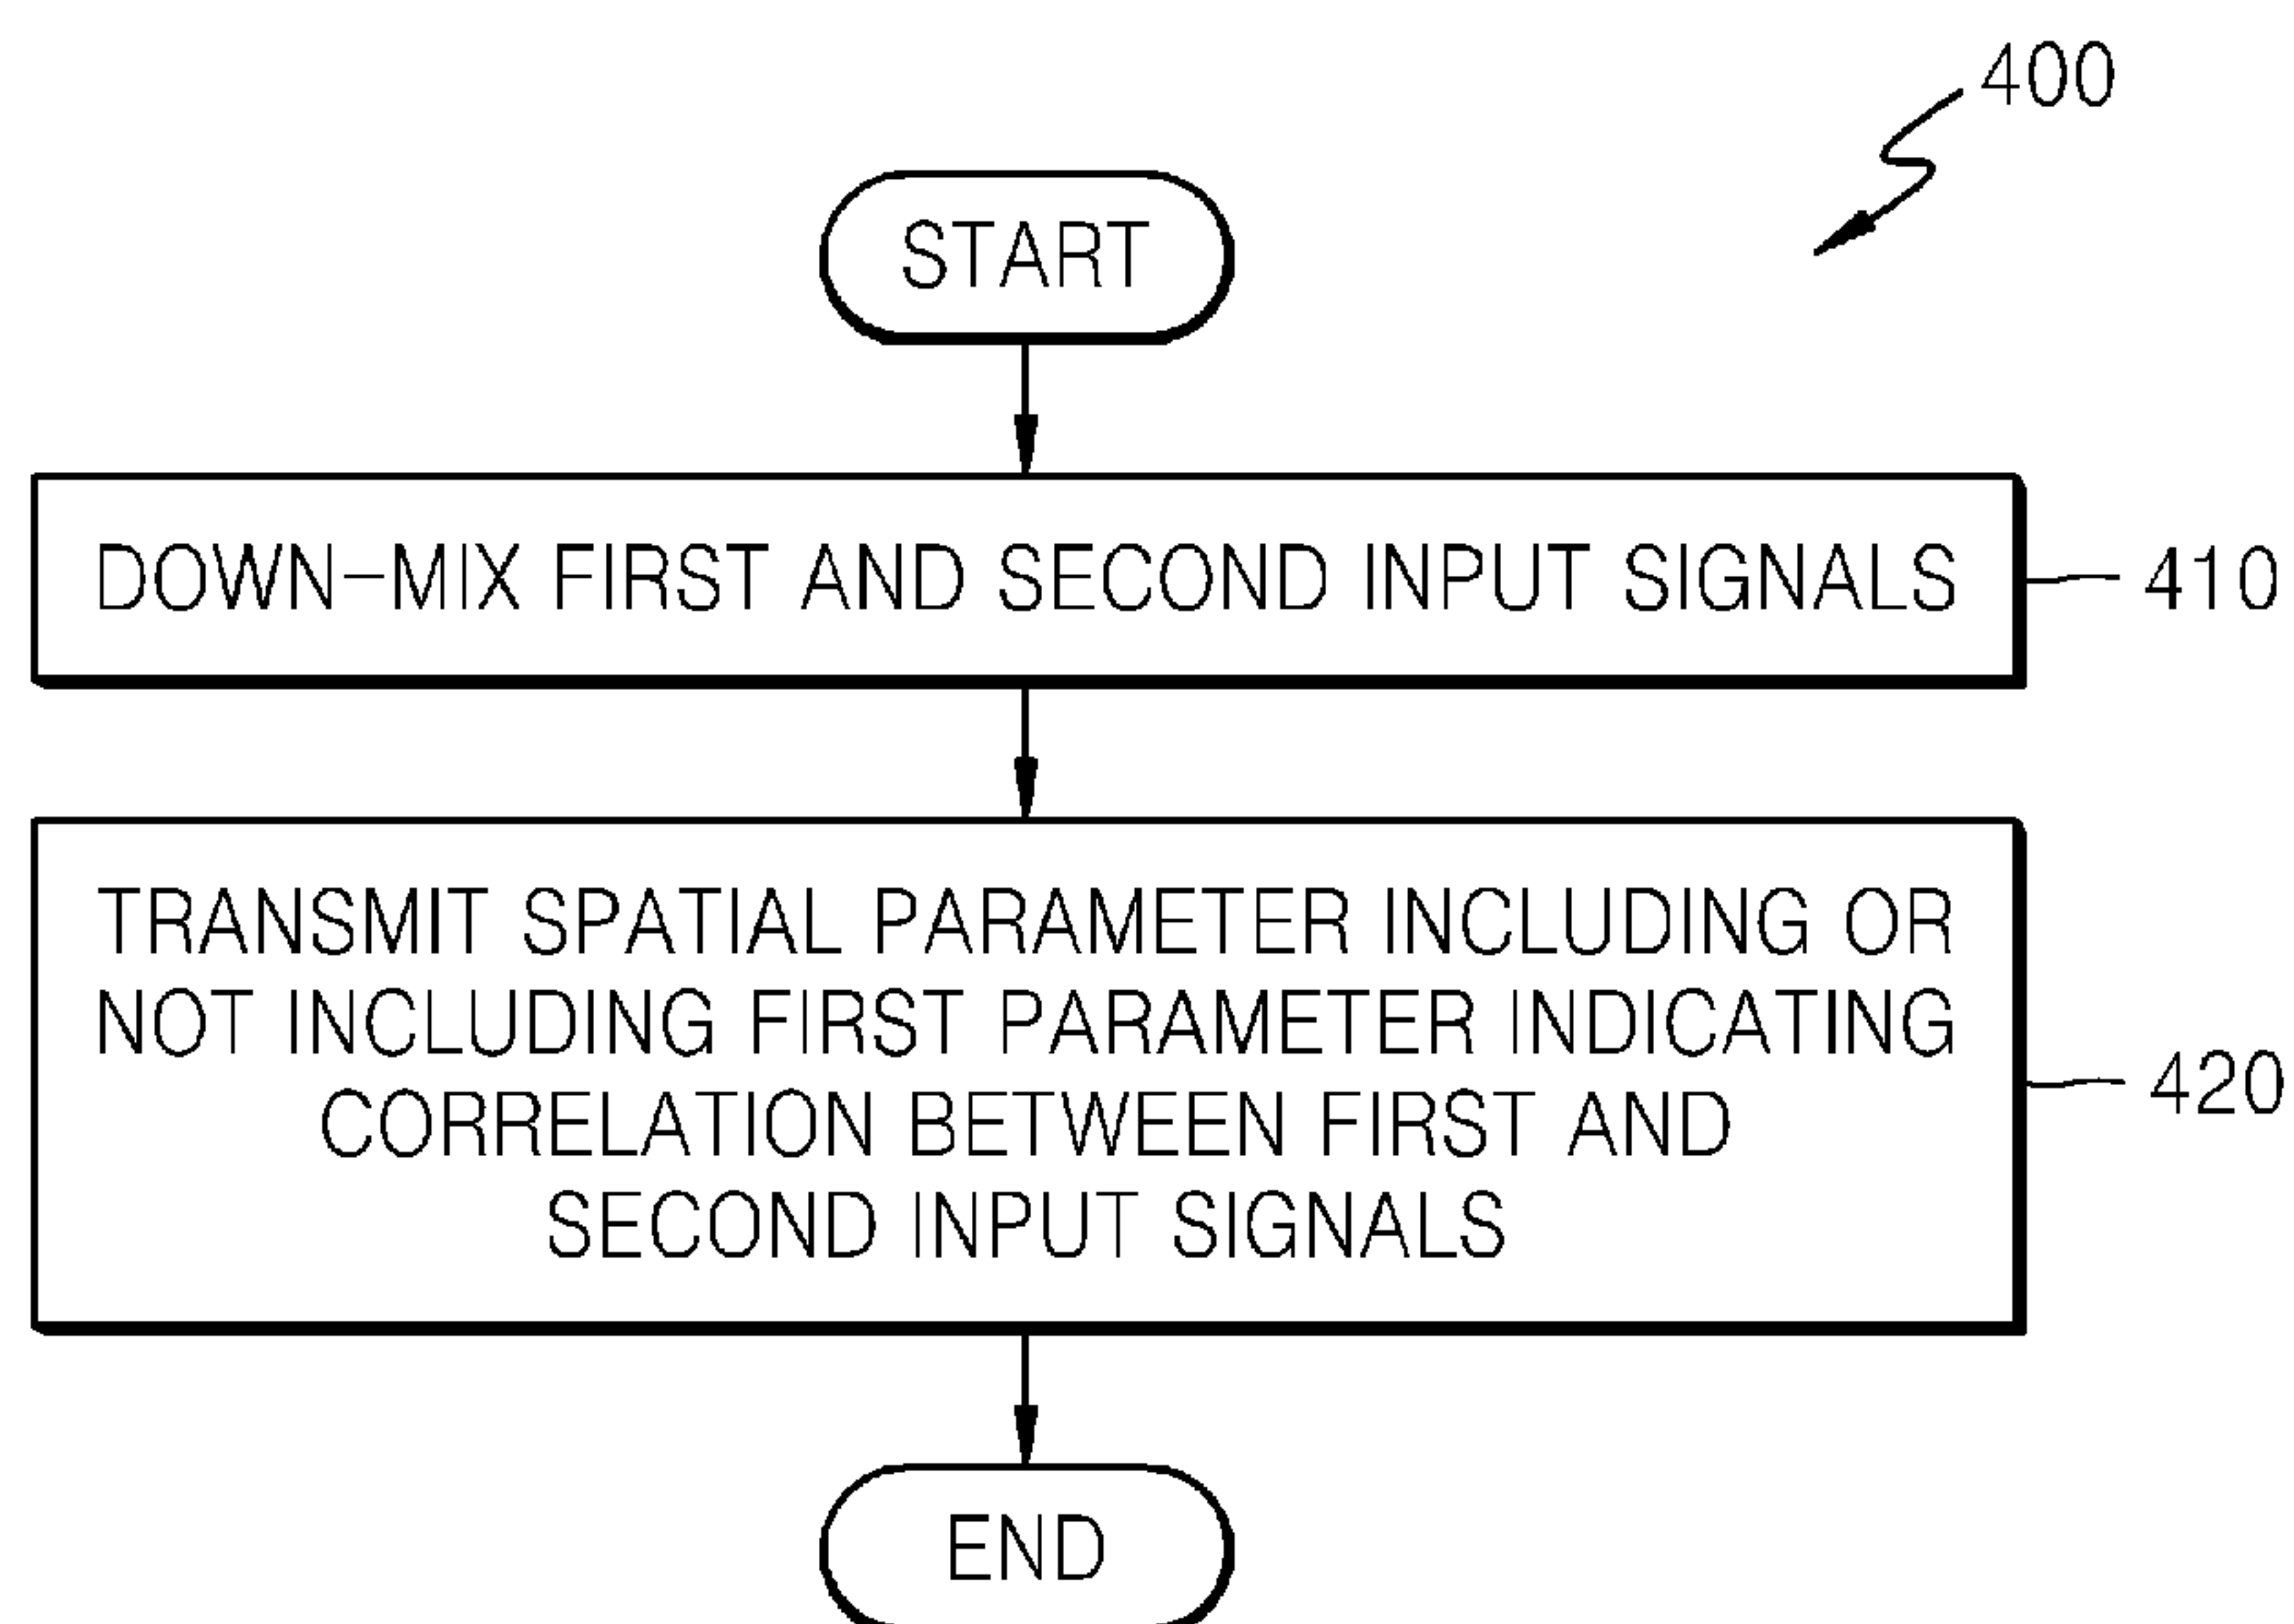 400
START
DOWN-MIX FIRST AND SECOND INPUT SIGNALS
410
TRANSMIT SPATIAL PARAMETER INCLUDING OR
NOT INCLUDING FIRST PARAMETER INDICATING
CORRELATION BETWEEN FIRST AND
SECOND INPUT SIGNALS
420
END